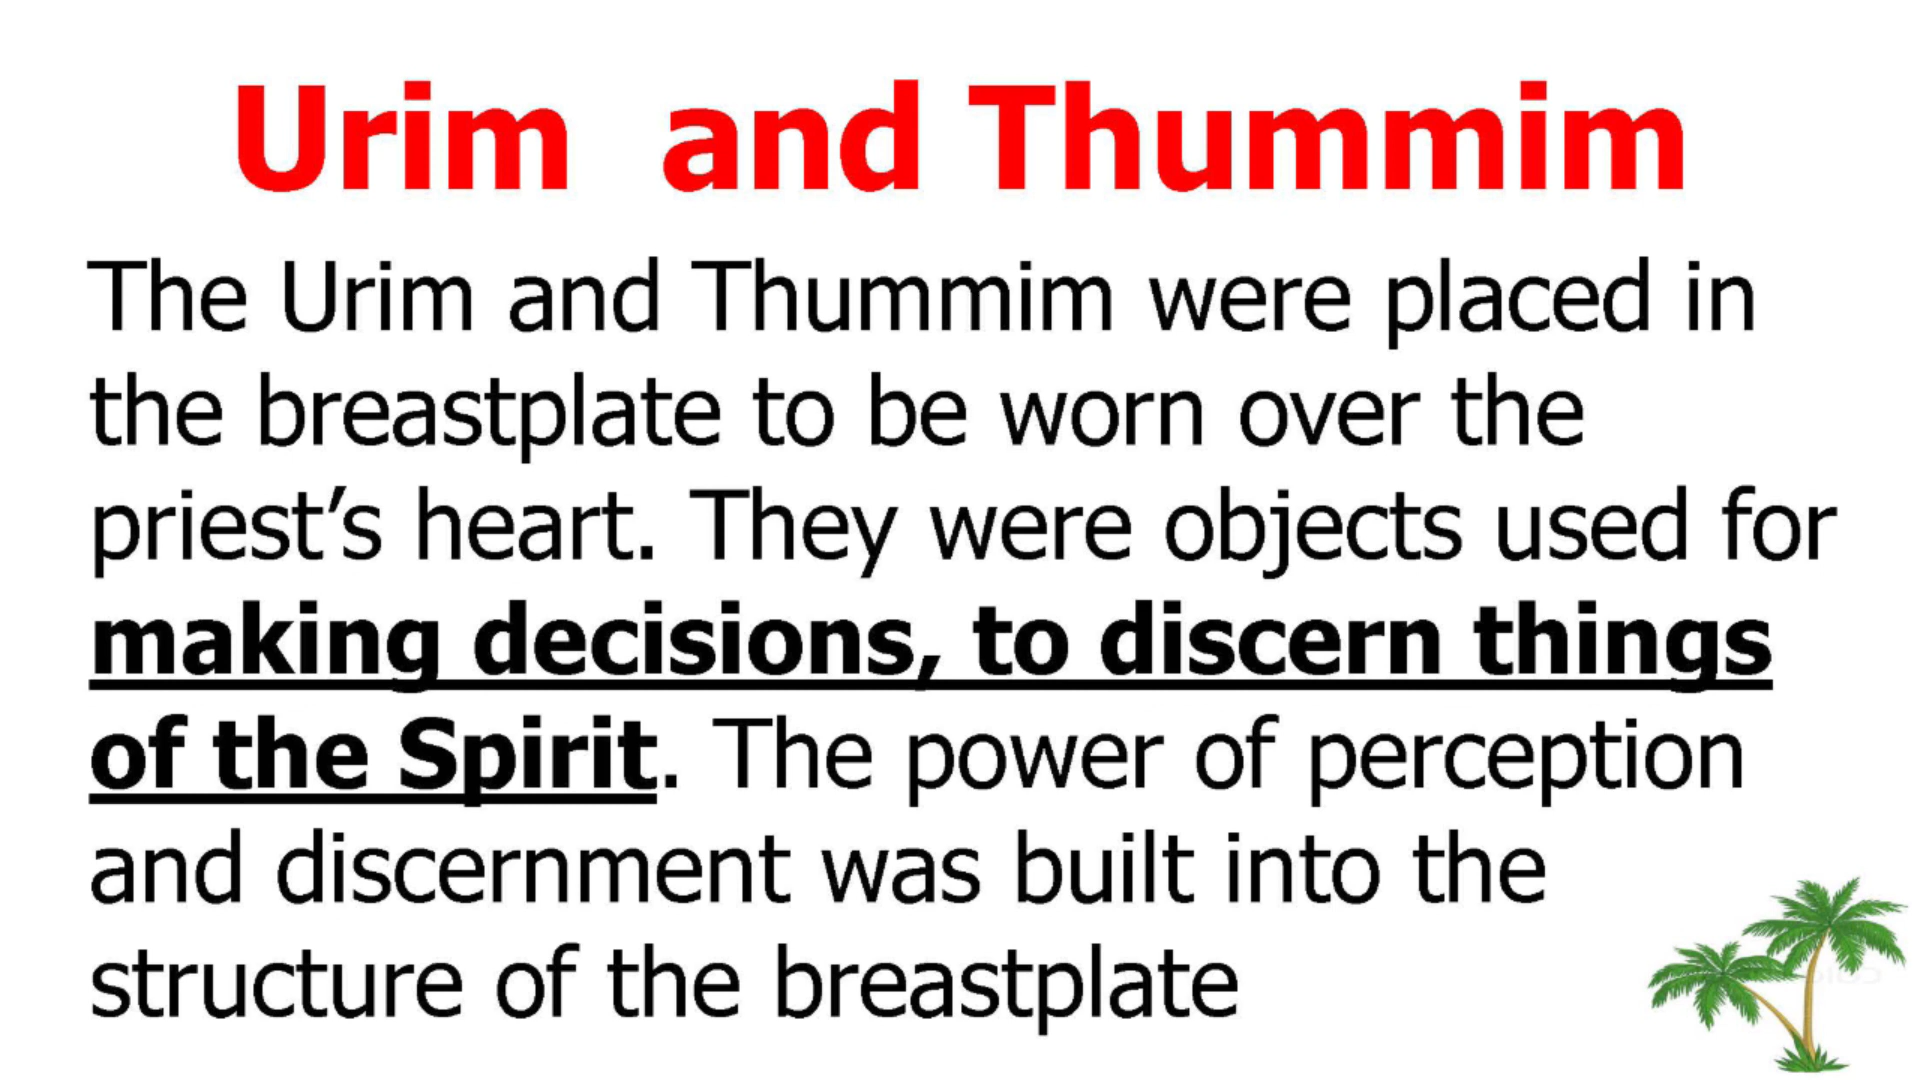 Urim and Thummim
The Urim and Thummim were placed in
the breastplate to be worn over the
priest’s heart. They were objects used for
making decisions, to discern things
of the Spirit. The power of perception
and discernment was built into the
structure of the breastplate